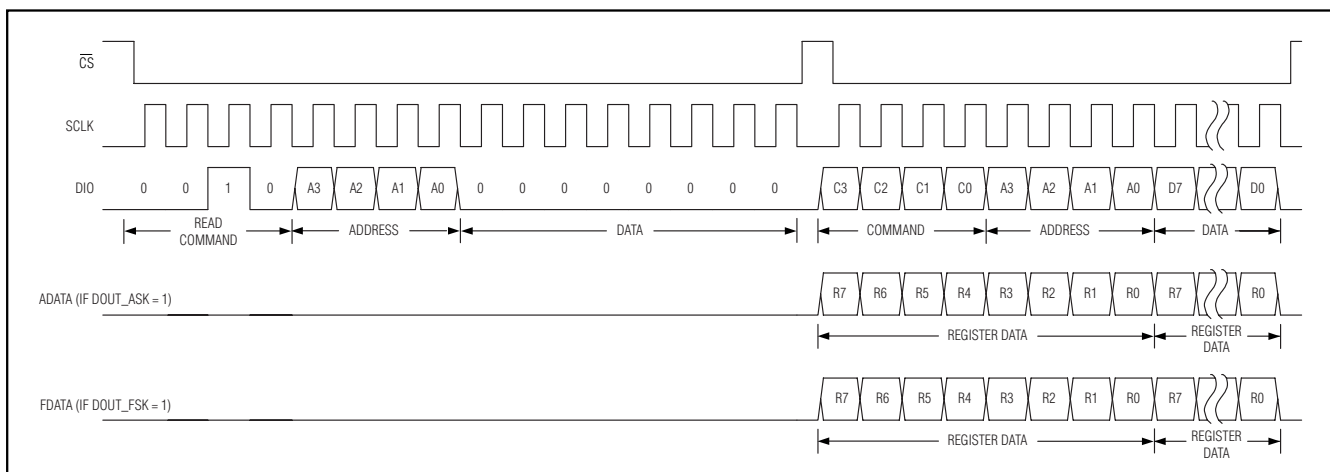 CS
SCLK
DIO 0 0 1 0 A3 A2 A1 A0 0 0 0 0 0 0 0 0 C3 C2 C1 C0 A3 A2 A1 A0 D7 D0
READ COMMAND ADDRESS DATA COMMAND ADDRESS DATA
ADATA (IF DOUT_ASK = 1) R7 R6 R5 R4 R3 R2 R1 R0 R7 R0
REGISTER DATA REGISTER DATA
FDATA (IF DOUT_FSK = 1) R7 R6 R5 R4 R3 R2 R1 R0 R7 R0
REGISTER DATA REGISTER DATA